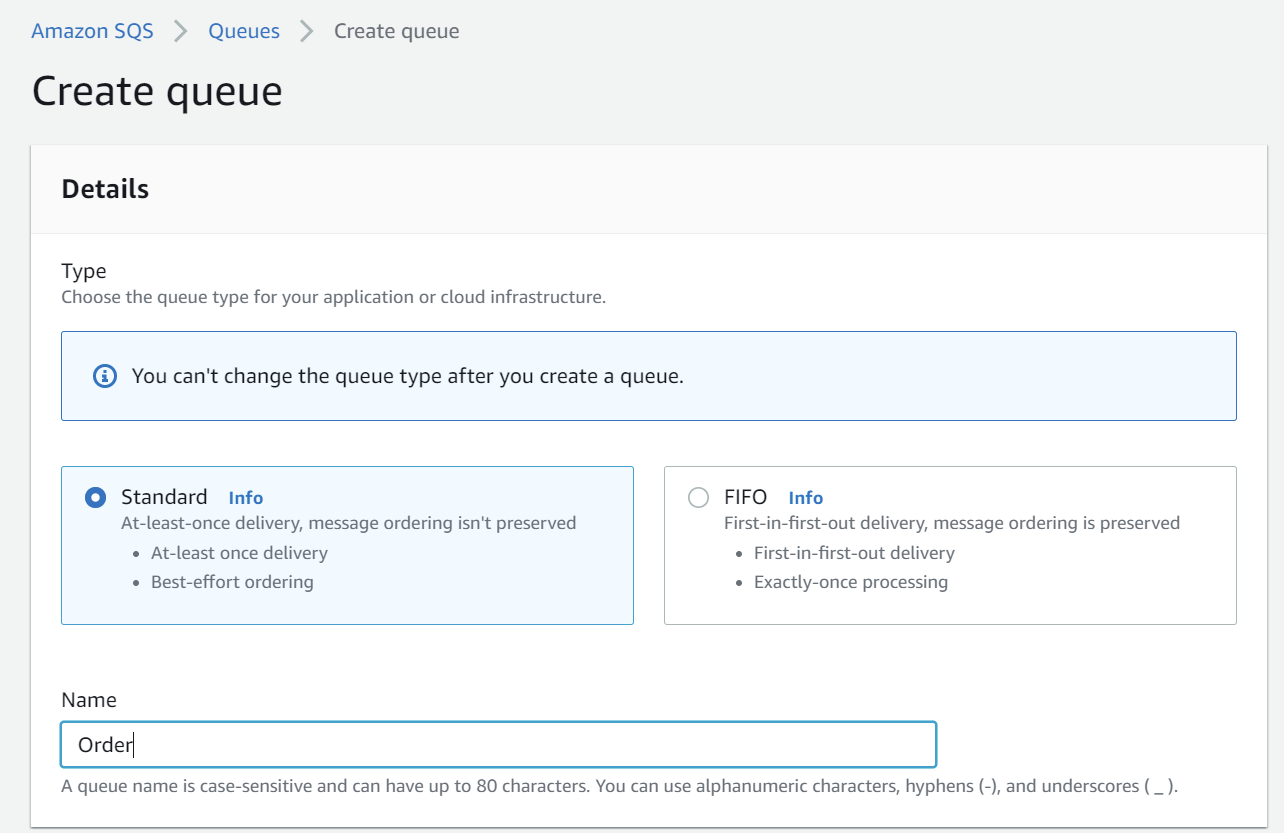 Amazon SQS > Queues > Create queue
Create queue
Details
Type
Choose the queue type for your application or cloud infrastructure.
You can't change the queue type after you create a queue.
Standard Info
At-least-once delivery, message ordering isn't preserved
• At-least once delivery
• Best-effort ordering
FIFO Info
First-in-first-out delivery, message ordering is preserved
• First-in-first-out delivery
• Exactly-once processing
Name
Order
A queue name is case-sensitive and can have up to 80 characters. You can use alphanumeric characters, hyphens (-), and underscores ( _ ).